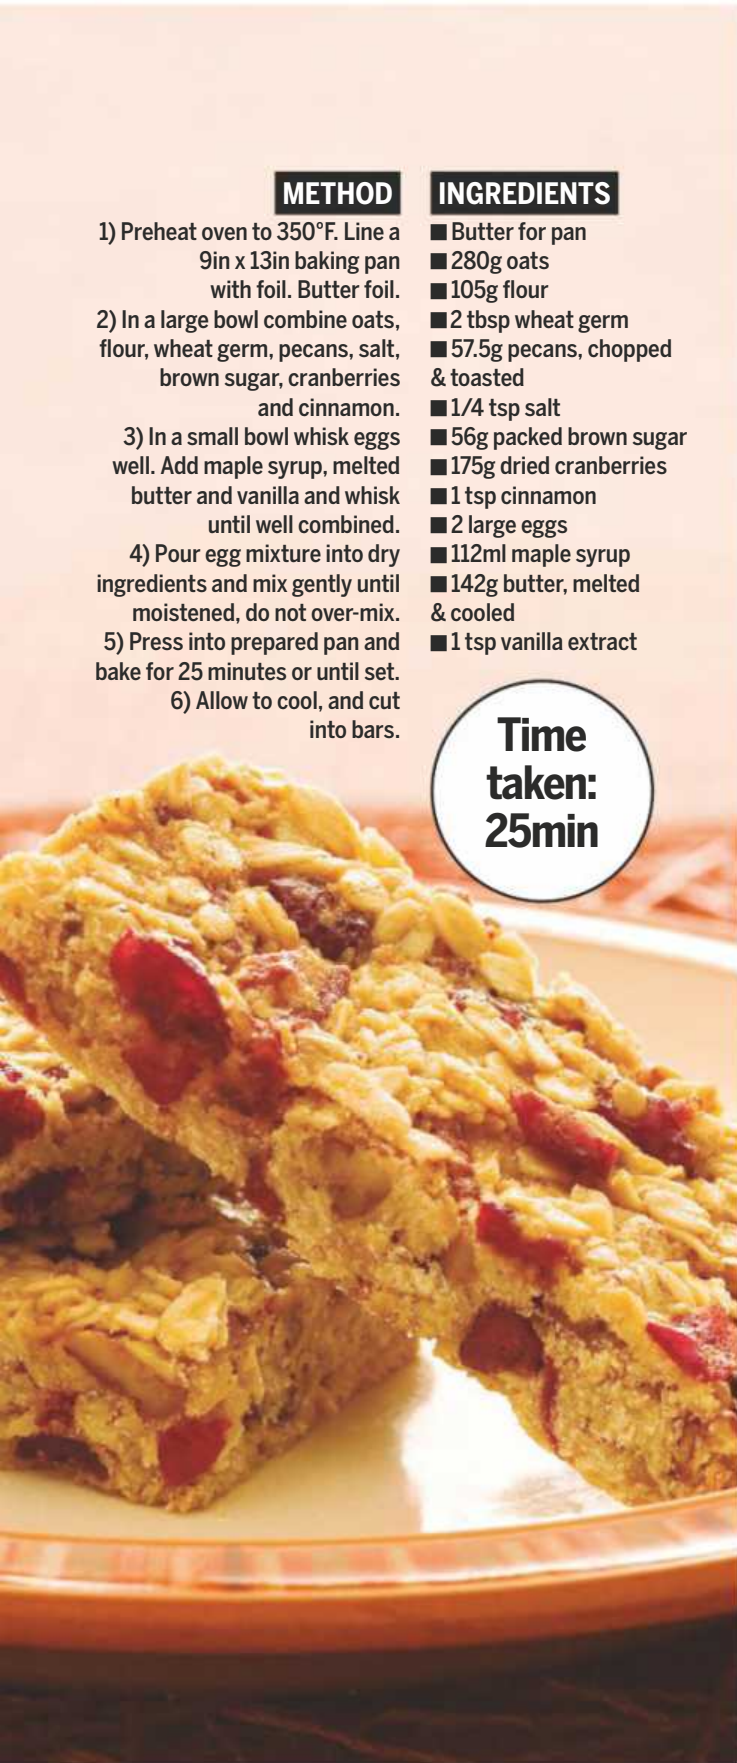 METHOD
1) Preheat oven to 350°F. Line a
9in x 13in baking pan
with foil. Butter foil.
2) In a large bowl combine oats,
flour, wheat germ, pecans, salt,
brown sugar, cranberries
and cinnamon.
3) In a small bowl whisk eggs
well. Add maple syrup, melted
butter and vanilla and whisk
until well combined.
4) Pour egg mixture into dry
ingredients and mix gently until
moistened, do not over-mix.
5) Press into prepared pan and
bake for 25 minutes or until set.
6) Allow to cool, and cut
into bars.
INGREDIENTS
■ Butter for pan
■ 280g oats
■ 105g flour
■ 2 tbsp wheat germ
■ 57.5g pecans, chopped
& toasted
■ 1/4 tsp salt
■ 56g packed brown sugar
■ 175g dried cranberries
■ 1 tsp cinnamon
■ 2 large eggs
■ 112ml maple syrup
■ 142g butter, melted
& cooled
■ 1 tsp vanilla extract
Time
taken:
25min